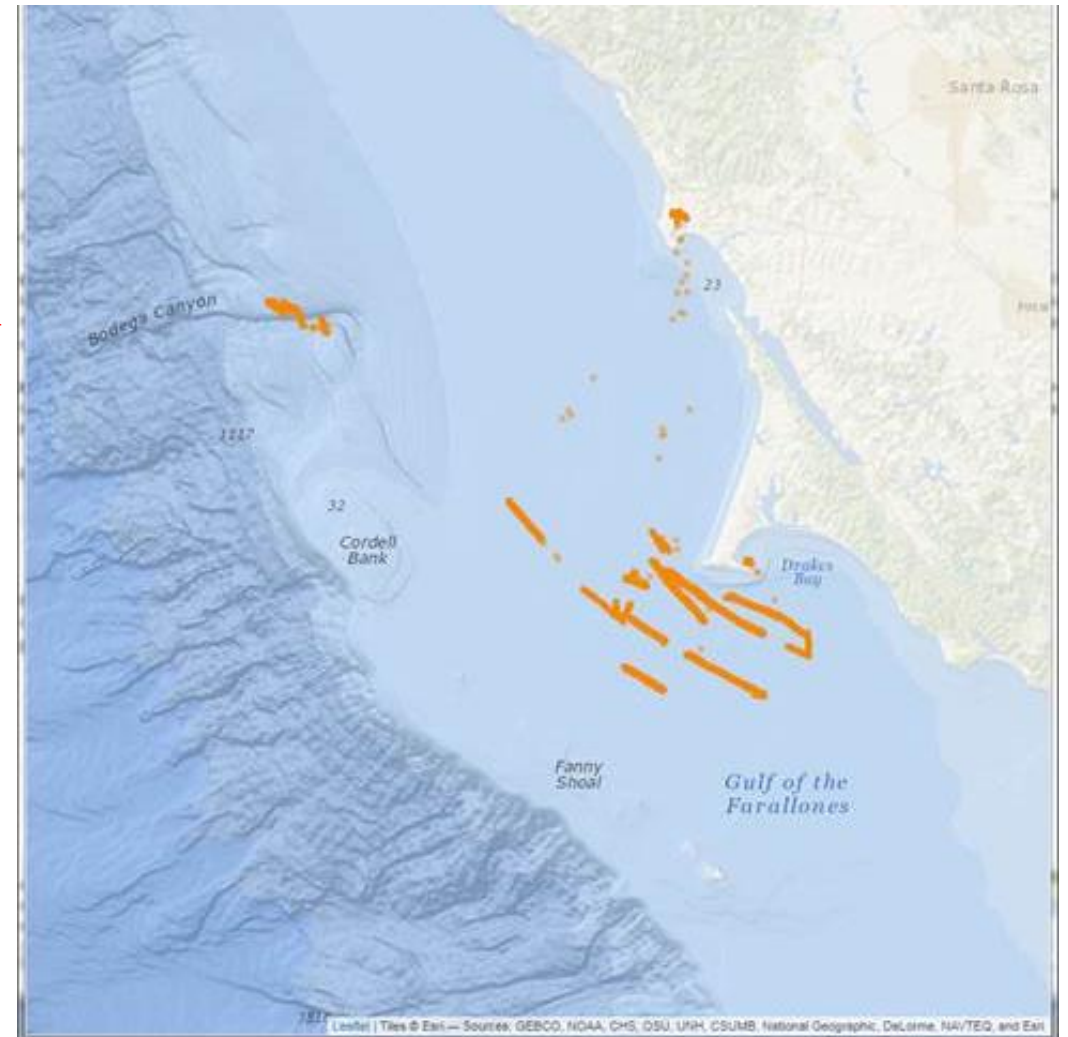 Santa Rosa
23
Bodega Canyon
1217
32
Cordell
Bank
Drakes
Bay
Fanny
Shoal
Gulf of the
Farallones
Leaflet | Tiles © Esri — Sources: GEBCO, NOAA, CHS, OSU, UNH, CSUMB, National Geographic, DeLorme, NAVTEQ, and Esri